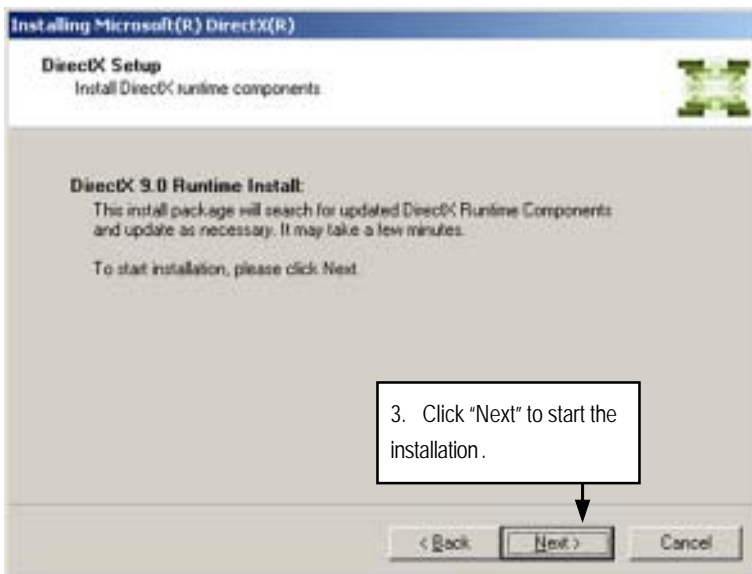 Installing Microsoft(R) DirectX(R)
DirectX Setup
Install DirectX runtime components
DirectX 9.0 Runtime Install:
This install package will search for updated DirectX Runtime Components
and update as necessary. It may take a few minutes.
To start installation, please click Next.
3. Click “Next” to start the
installation .
< Back
Next >
Cancel